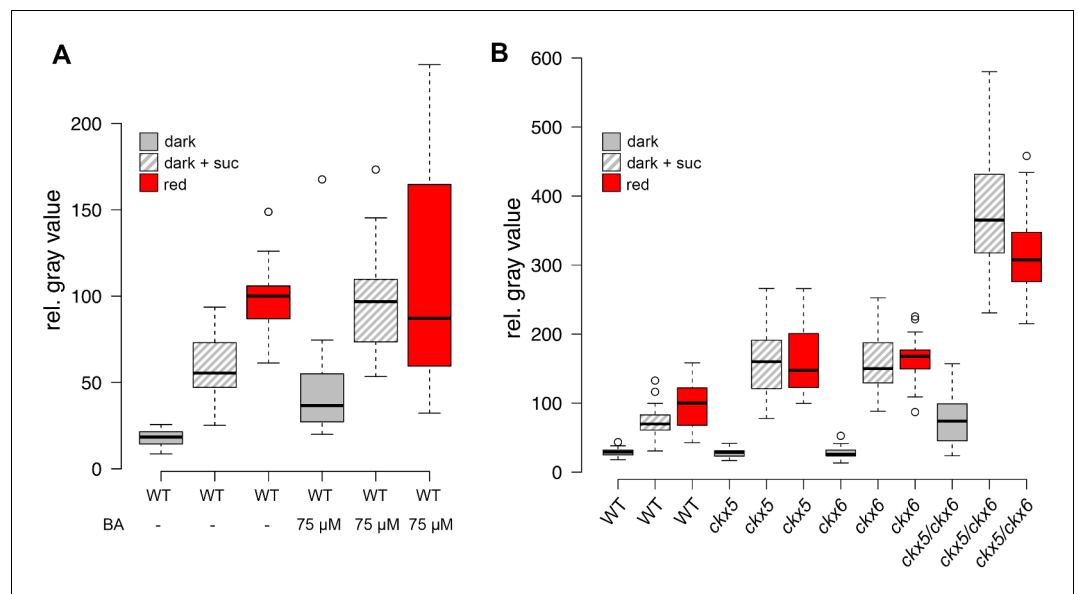 A
rel. gray value
200
150
100
50
0
dark
dark + suc
red
WT WT WT WT WT WT
BA - - - 75 µM 75 µM 75 µM
B
rel. gray value
600
500
400
300
200
100
0
dark
dark + suc
red
WT WT WT ckx5 ckx5 ckx5 ckx6 ckx6 ckx6 ckx5/ckx6 ckx5/ckx6 ckx5/ckx6